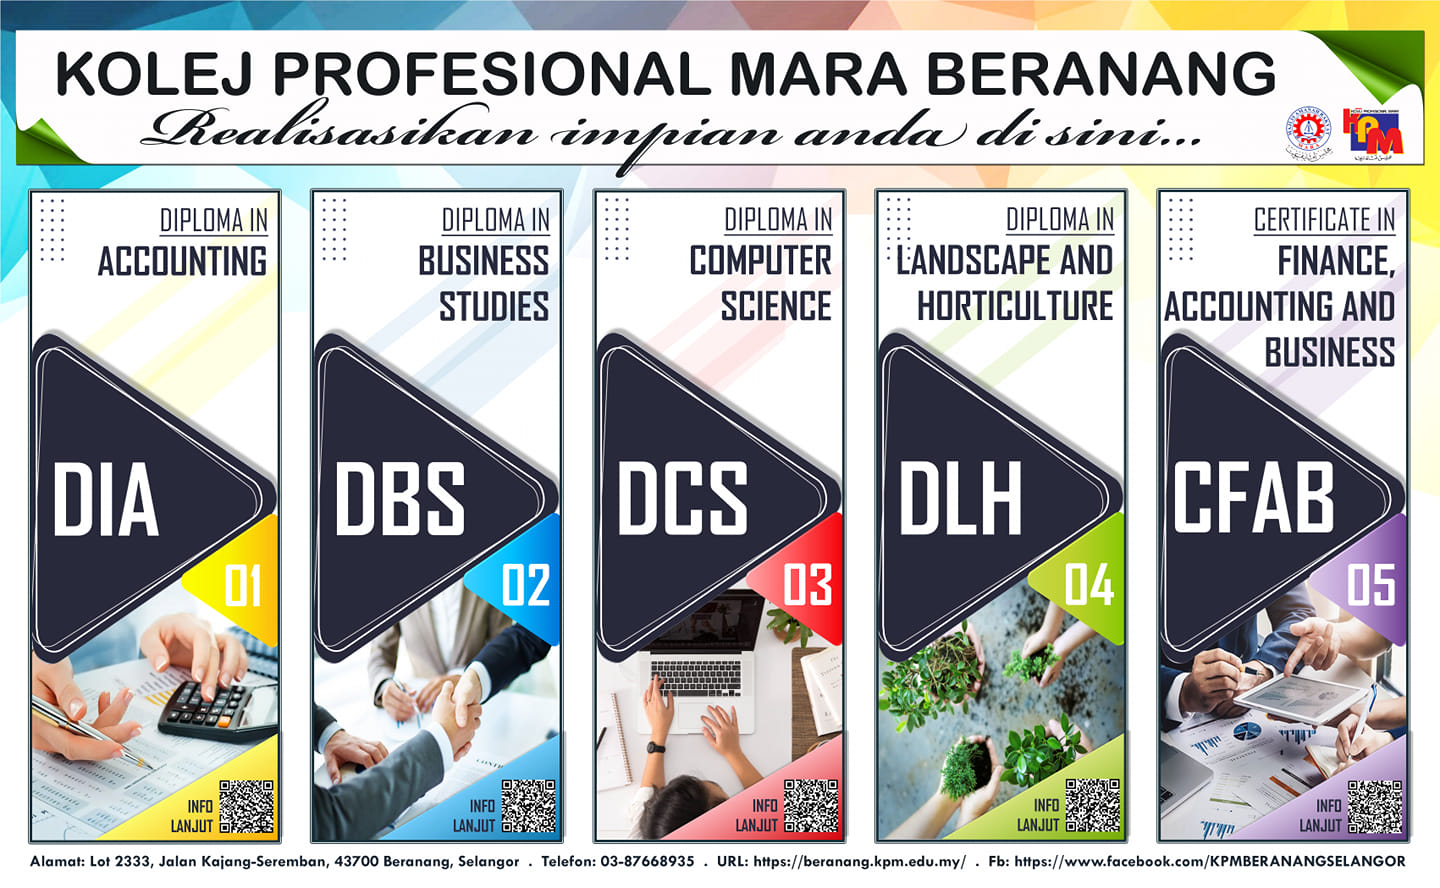 KOLEJ PROFESIONAL MARA BERANANG
Realisasikan impian anda di sini...
KPM
DIPLOMA IN
ACCOUNTING
DIA
01
INFO
LANJUT
DIPLOMA IN
BUSINESS
STUDIES
DBS
02
INFO
LANJUT
DIPLOMA IN
COMPUTER
SCIENCE
DCS
03
INFO
LANJUT
DIPLOMA IN
LANDSCAPE AND
HORTICULTURE
DLH
04
INFO
LANJUT
CERTIFICATE IN
FINANCE,
ACCOUNTING AND
BUSINESS
CFAB
05
INFO
LANJUT
Alamat: Lot 2333, Jalan Kajang-Seremban, 43700 Beranang, Selangor . Telefon: 03-87668935 . URL: https://beranang.kpm.edu.my/ . Fb: https://www.facebook.com/KPMBERANANGSELANGOR